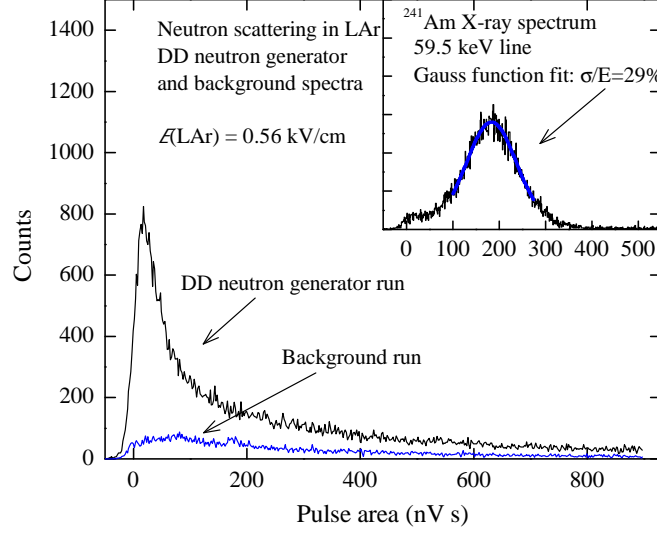 1400
1200
1000
800
600
400
200
0
Counts
Neutron scattering in LAr
DD neutron generator
and background spectra
E(LAr) = 0.56 kV/cm
²⁴¹Am X-ray spectrum
59.5 keV line
Gauss function fit: σ/E=29%
0 100 200 300 400 500
DD neutron generator run
Background run
0 200 400 600 800
Pulse area (nV s)